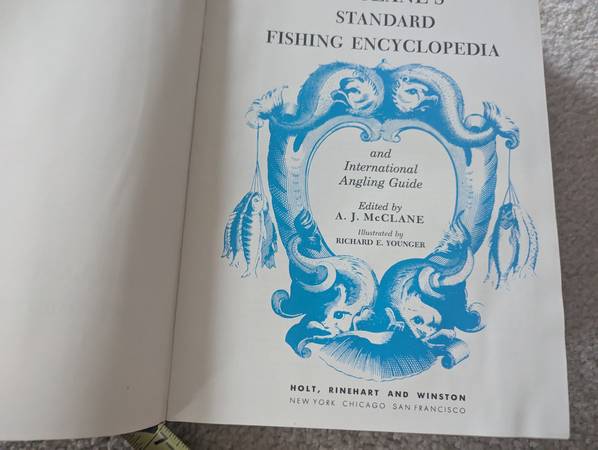 STANDARD
FISHING ENCYCLOPEDIA
and
International
Angling Guide
Edited by
A. J. McCLANE
Illustrated by
RICHARD E. YOUNGER
HOLT, RINEHART AND WINSTON
NEW YORK CHICAGO SAN FRANCISCO
7